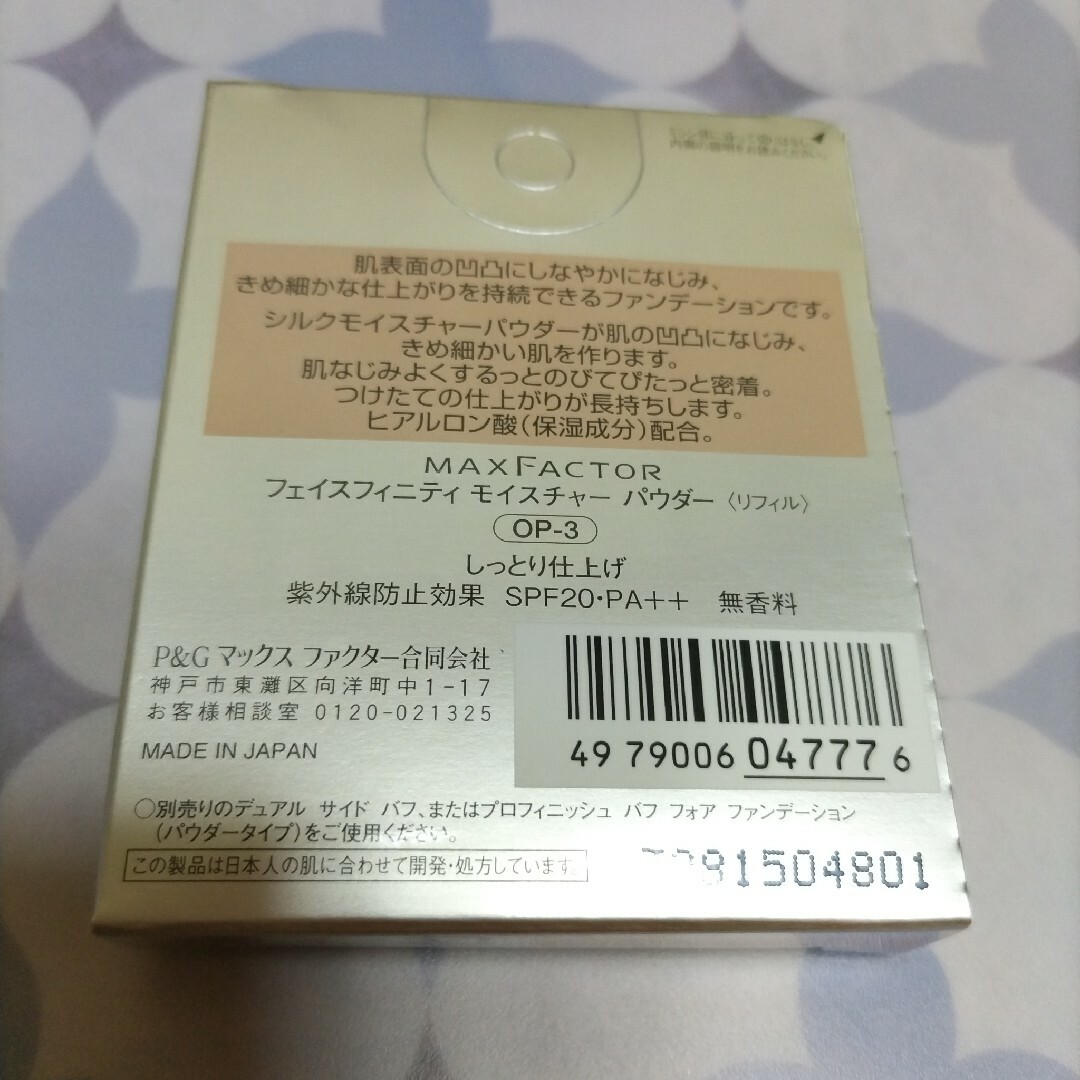 内側の説明をお読みください。
肌表面の凹凸にしなやかになじみ、
きめ細かな仕上がりを持続できるファンデーションです。
シルクモイスチャーパウダーが肌の凹凸になじみ、
きめ細かい肌を作ります。
肌なじみよくするっとのびてぴたっと密着。
つけたての仕上がりが長持ちします。
ヒアルロン酸(保湿成分)配合。
MAXFACTOR
フェイスフィニティ モイスチャー パウダー 〈リフィル〉
OP-3
しっとり仕上げ
紫外線防止効果 SPF20・PA++ 無香料
P&G マックス ファクター合同会社
神戸市東灘区向洋町中1-17
お客様相談室 0120-021325
MADE IN JAPAN
49 79006 04777 6
○別売りのデュアル サイド パフ、またはプロフィニッシュ パフ フォア ファンデーション
(パウダータイプ)をご使用ください。
この製品は日本人の肌に合わせて開発・処方しています。